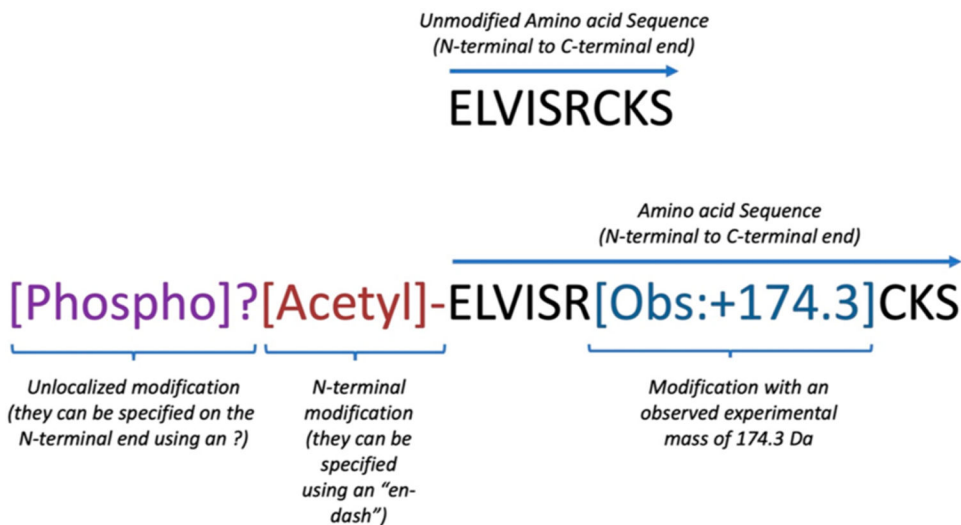 Unmodified Amino acid Sequence
(N-terminal to C-terminal end)
ELVISRCKS
Amino acid Sequence
(N-terminal to C-terminal end)
[Phospho]?[Acetyl]-ELVISR[Obs:+174.3]CKS
Unlocalized modification
(they can be specified on the
N-terminal end using an ?)
N-terminal
modification
(they can be
specified
using an “en-
dash”)
Modification with an
observed experimental
mass of 174.3 Da